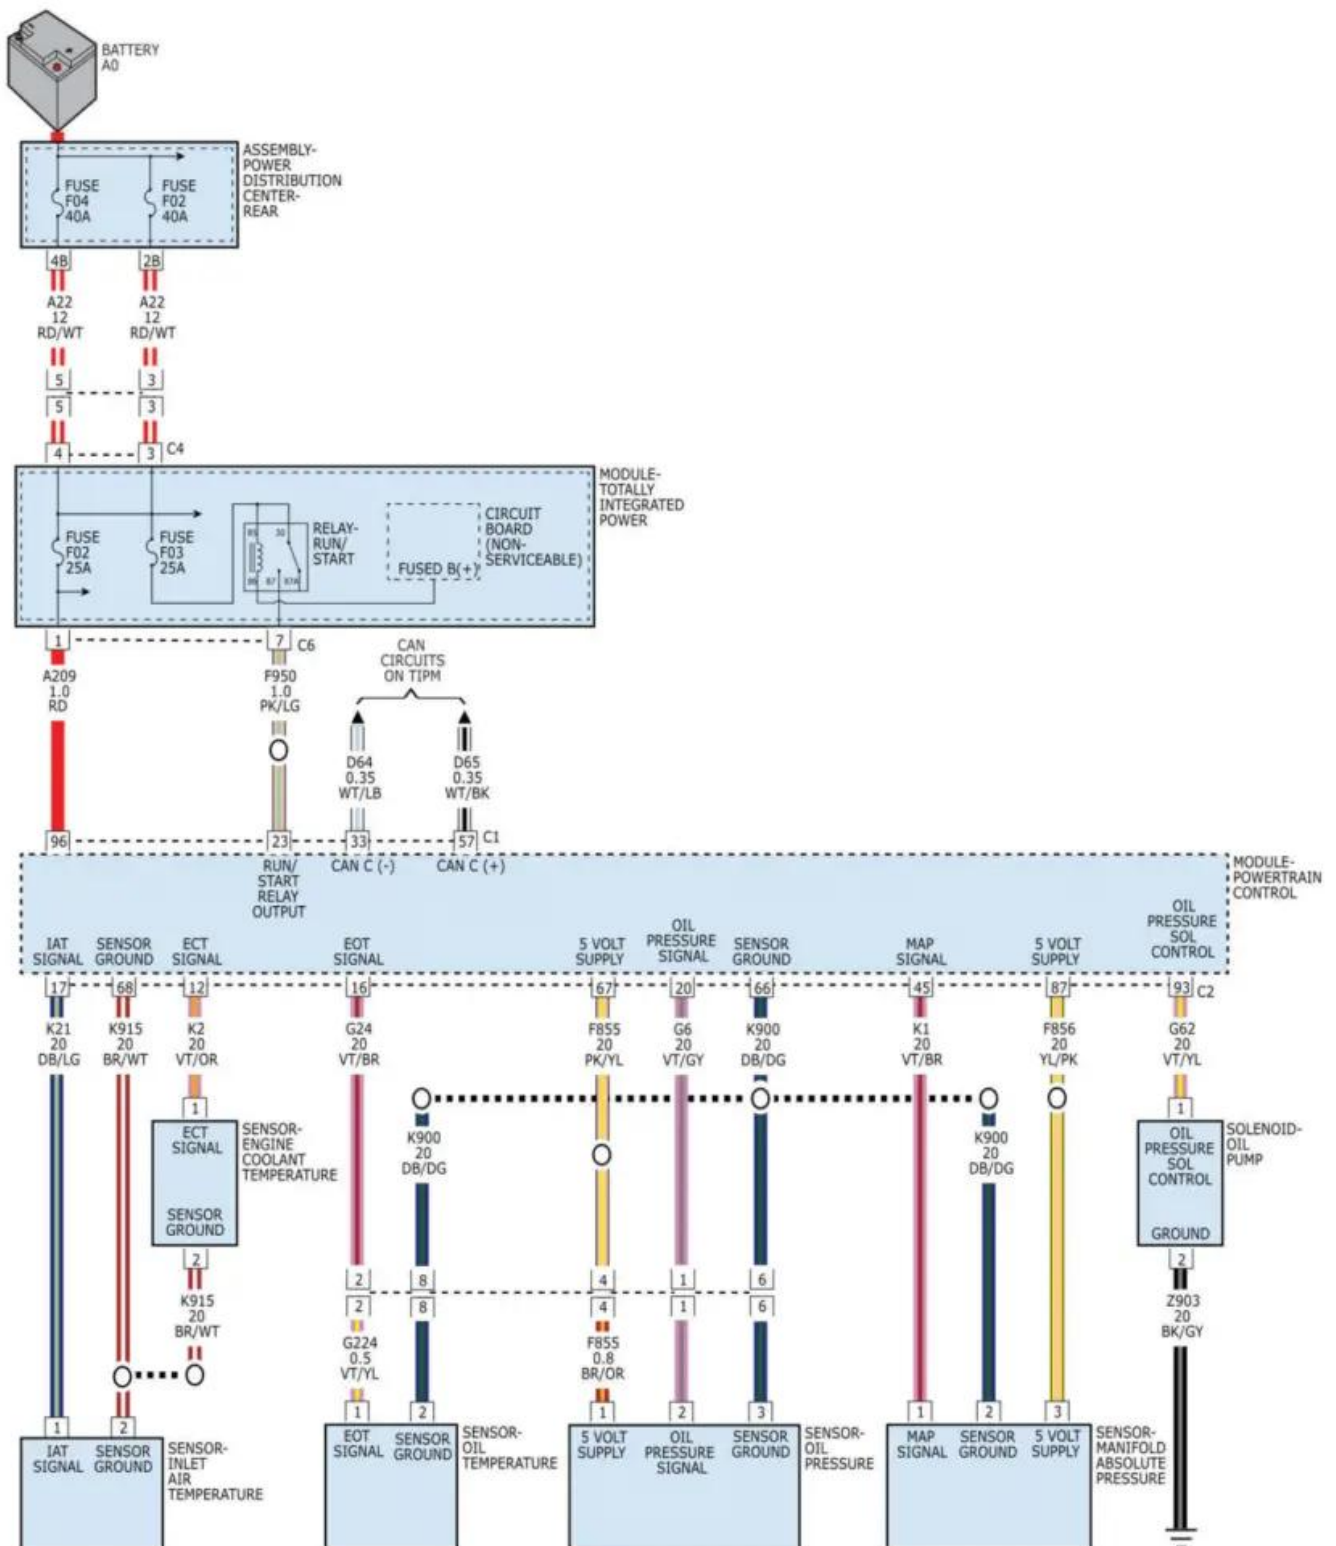 BATTERY
A0
ASSEMBLY-
POWER
DISTRIBUTION
CENTER-
REAR
FUSE
F04
40A
FUSE
F02
40A
4B 2B
A22
12
RD/WT
A22
12
RD/WT
5 3
5 3
4 3 C4
MODULE-
TOTALLY
INTEGRATED
POWER
FUSE
F02
25A
FUSE
F03
25A
85 30
86 87 87A
RELAY-
RUN/
START
CIRCUIT
BOARD
(NON-
SERVICEABLE)
FUSED B(+)
1 7 C6
CAN
CIRCUITS
ON TIPM
A209
1.0
RD
F950
1.0
PK/LG
D64
0.35
WT/LB
D65
0.35
WT/BK
96 23 33 57 C1
RUN/
START
RELAY
OUTPUT
CAN C (-)
CAN C (+)
MODULE-
POWERTRAIN
CONTROL
IAT
SIGNAL
SENSOR
GROUND
ECT
SIGNAL
EOT
SIGNAL
5 VOLT
SUPPLY
OIL
PRESSURE
SIGNAL
SENSOR
GROUND
MAP
SIGNAL
5 VOLT
SUPPLY
OIL
PRESSURE
SOL
CONTROL
17 68 12 16 67 20 66 45 87 93 C2
K21
20
DB/LG
K915
20
BR/WT
K2
20
VT/OR
G24
20
VT/BR
F855
20
PK/YL
G6
20
VT/GY
K900
20
DB/DG
K1
20
VT/BR
F856
20
YL/PK
G62
20
VT/YL
1
ECT
SIGNAL
SENSOR
GROUND
2
SENSOR-
ENGINE
COOLANT
TEMPERATURE
K915
20
BR/WT
K900
20
DB/DG
K900
20
DB/DG
1
OIL
PRESSURE
SOL
CONTROL
GROUND
2
SOLENOID-
OIL
PUMP
Z903
20
BK/GY
2 8 4 1 6
2 8 4 1 6
G224
0.5
VT/YL
F855
0.8
BR/OR
1 2
IAT
SIGNAL
SENSOR
GROUND
SENSOR-
INLET
AIR
TEMPERATURE
1 2
EOT
SIGNAL
SENSOR
GROUND
SENSOR-
OIL
TEMPERATURE
1 2 3
5 VOLT
SUPPLY
OIL
PRESSURE
SIGNAL
SENSOR
GROUND
SENSOR-
OIL
PRESSURE
1 2 3
MAP
SIGNAL
SENSOR
GROUND
5 VOLT
SUPPLY
SENSOR-
MANIFOLD
ABSOLUTE
PRESSURE